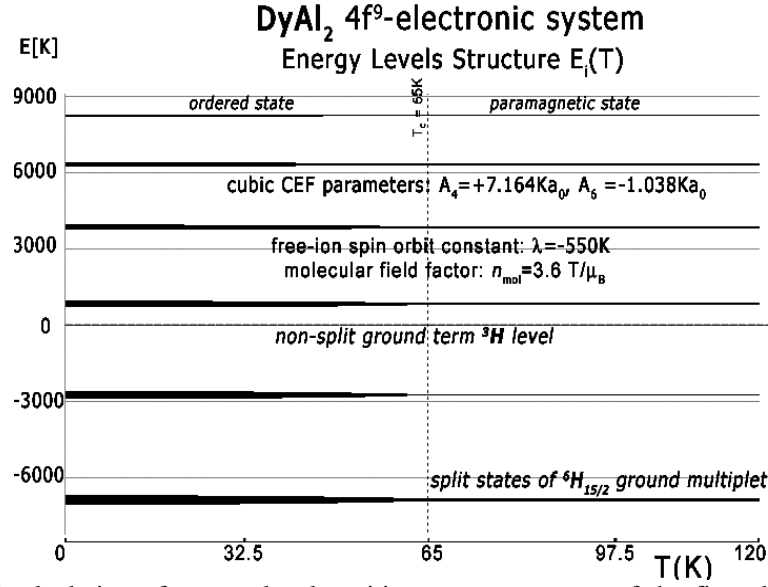 DyAl₂ 4f⁹-electronic system
Energy Levels Structure Eᵢ(T)
E[K]
9000
ordered state
T_c = 65K
paramagnetic state
6000
cubic CEF parameters: A₄=+7.164Ka₀, A₆ =-1.038Ka₀
3000
free-ion spin orbit constant: λ=-550K
molecular field factor: n_mol=3.6 T/μ_B
0
non-split ground term ³H level
-3000
-6000
split states of ⁶H₁₅/₂ ground multiplet
0 32.5 65 97.5 120
T(K)